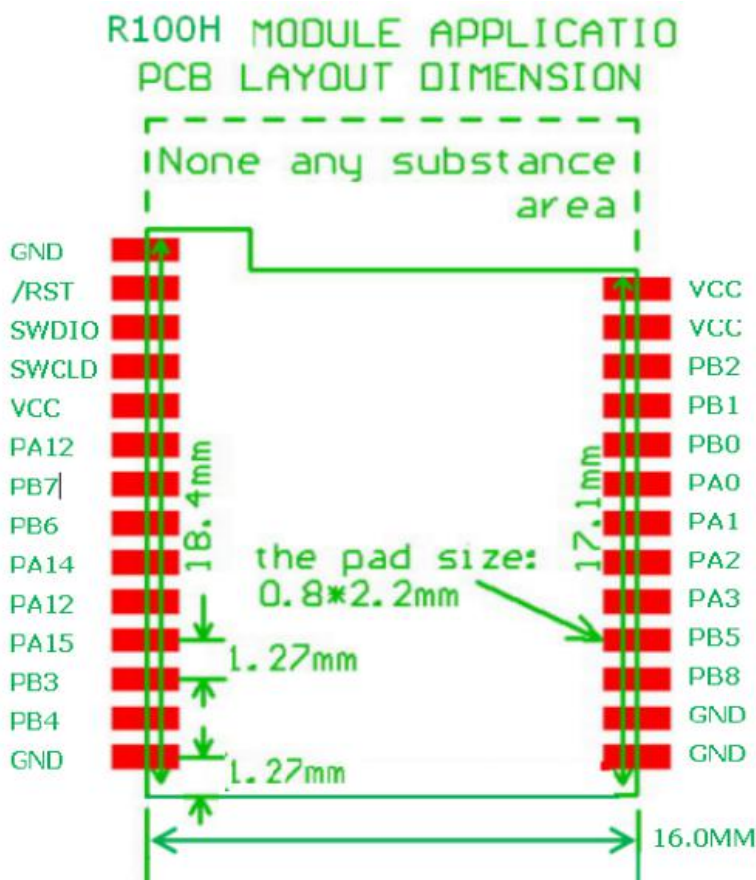 R100H MODULE APPLICATIO
PCB LAYOUT DIMENSION
None any substance
area
GND
/RST
SWDIO
SWCLD
VCC
PA12
PB7
PB6
PA14
PA12
PA15
PB3
PB4
GND
18.4mm
the pad size:
0.8*2.2mm
1.27mm
1.27mm
17.1mm
VCC
VCC
PB2
PB1
PB0
PA0
PA1
PA2
PA3
PB5
PB8
GND
GND
16.0MM